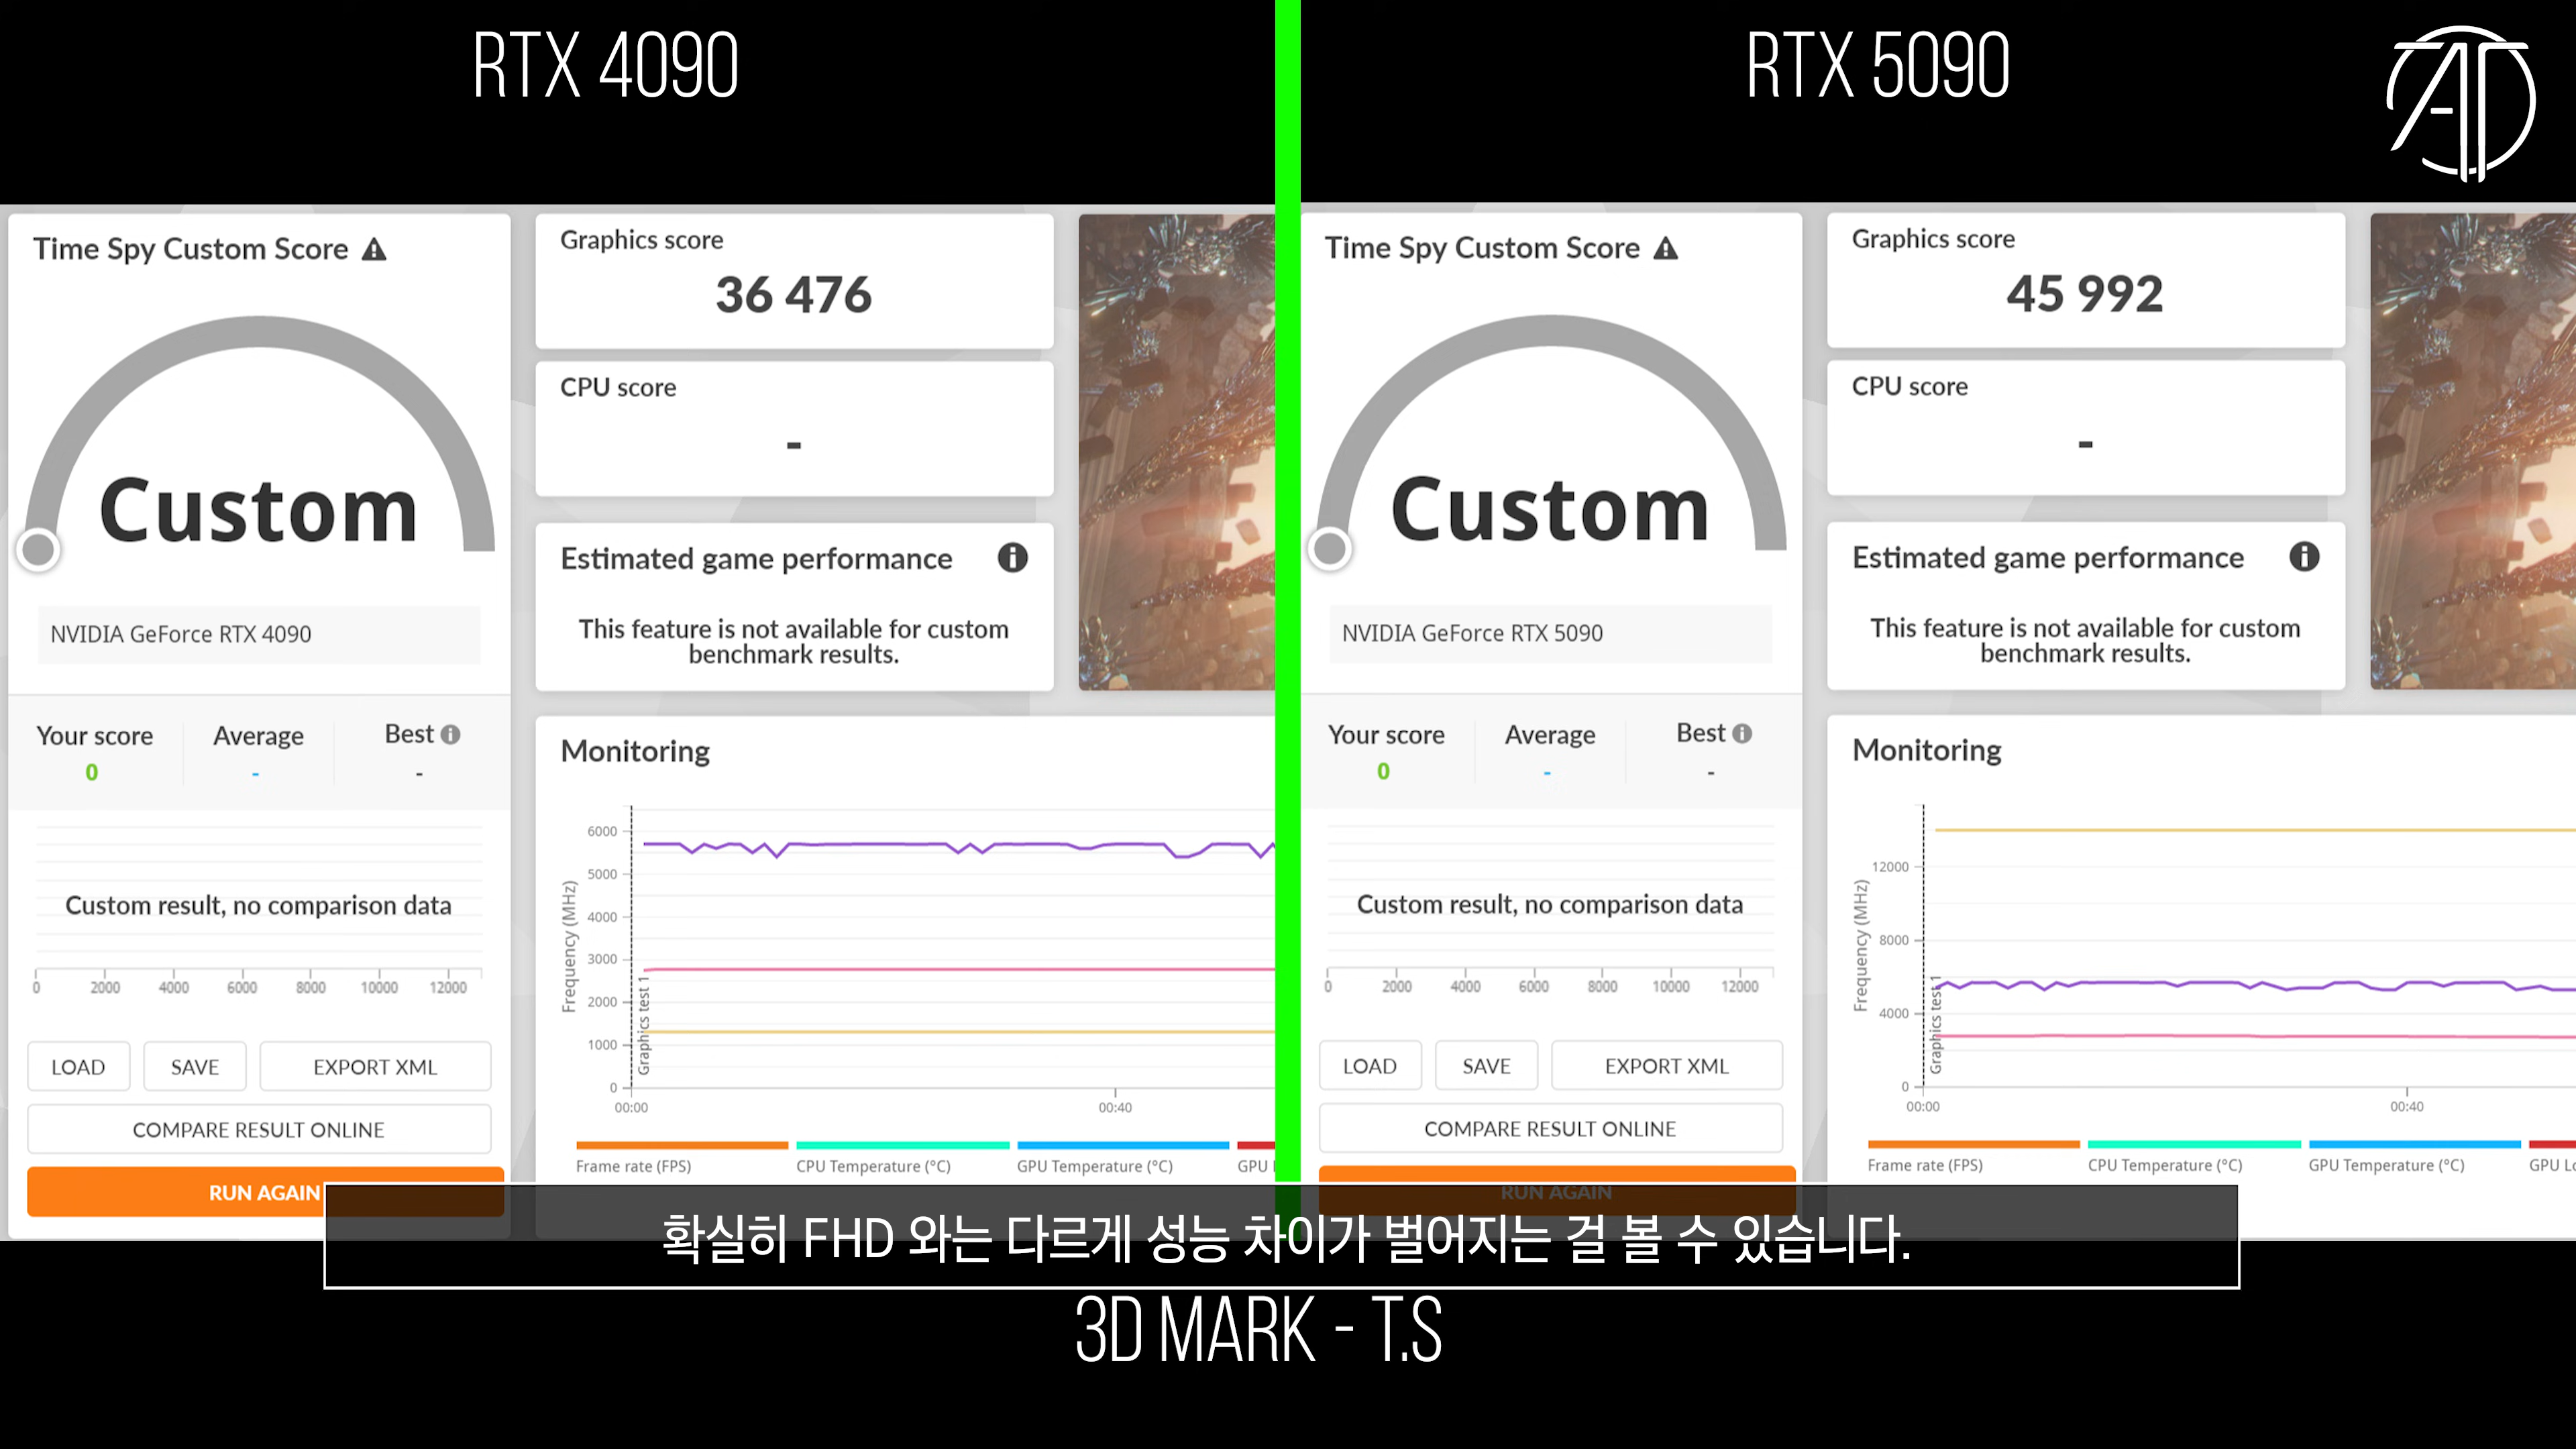 RTX 4090
RTX 5090
Time Spy Custom Score
Custom
NVIDIA GeForce RTX 4090
Your score
0
Average
-
Best
-
Custom result, no comparison data
0 2000 4000 6000 8000 10000 12000
LOAD
SAVE
EXPORT XML
COMPARE RESULT ONLINE
RUN AGAIN
Graphics score
36 476
CPU score
-
Estimated game performance
This feature is not available for custom
benchmark results.
Monitoring
Frequency (MHz)
6000
5000
4000
3000
2000
1000
0
Graphics test 1
00:00 00:40
Frame rate (FPS)
CPU Temperature (°C)
GPU Temperature (°C)
GPU
Time Spy Custom Score
Custom
NVIDIA GeForce RTX 5090
Your score
0
Average
-
Best
-
Custom result, no comparison data
0 2000 4000 6000 8000 10000 12000
LOAD
SAVE
EXPORT XML
COMPARE RESULT ONLINE
RUN AGAIN
Graphics score
45 992
CPU score
-
Estimated game performance
This feature is not available for custom
benchmark results.
Monitoring
Frequency (MHz)
12000
8000
4000
0
Graphics test 1
00:00 00:40
Frame rate (FPS)
CPU Temperature (°C)
GPU Temperature (°C)
GPU
확실히 FHD 와는 다르게 성능 차이가 벌어지는 걸 볼 수 있습니다.
3D MARK - T.S